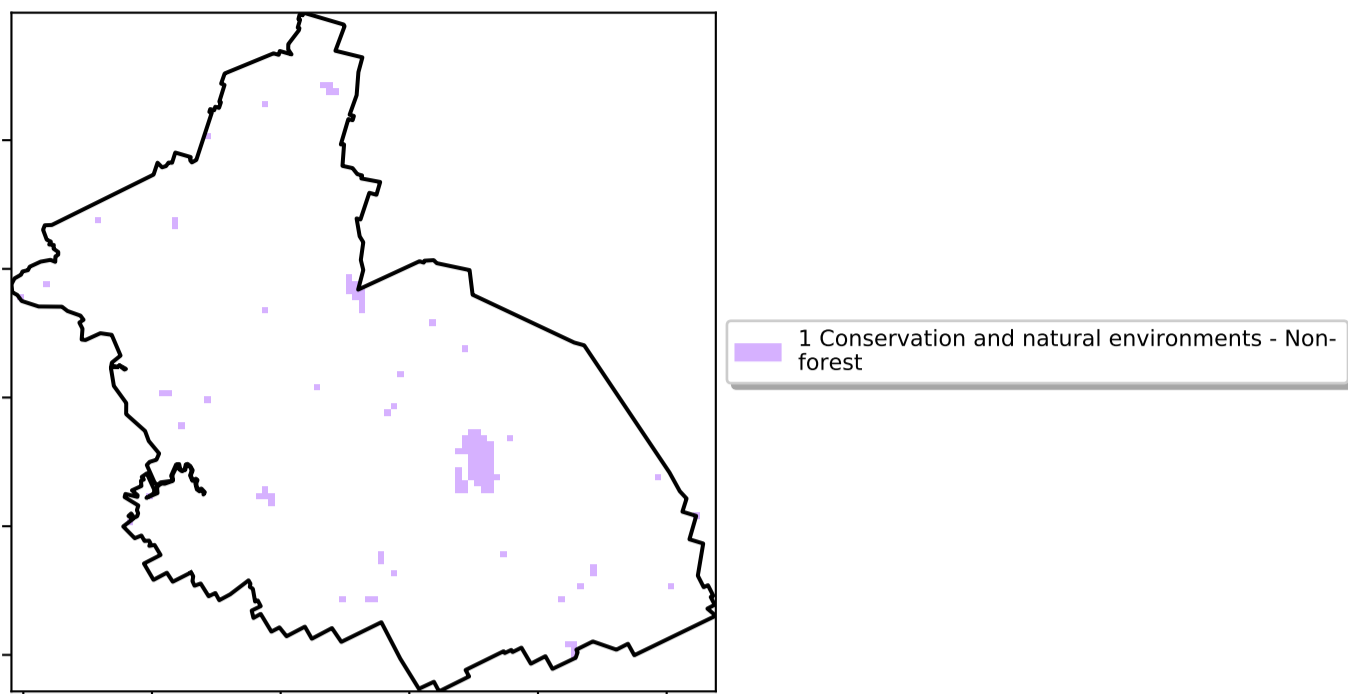 1 Conservation and natural environments - Non-
forest